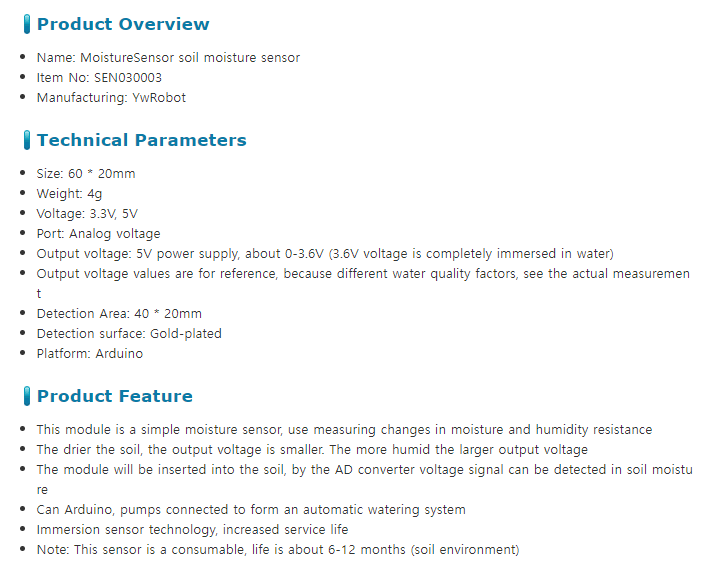 Product Overview
Name: MoistureSensor soil moisture sensor
Item No: SEN030003
Manufacturing: YwRobot
Technical Parameters
Size: 60 * 20mm
Weight: 4g
Voltage: 3.3V, 5V
Port: Analog voltage
Output voltage: 5V power supply, about 0-3.6V (3.6V voltage is completely immersed in water)
Output voltage values are for reference, because different water quality factors, see the actual measuremen
t
Detection Area: 40 * 20mm
Detection surface: Gold-plated
Platform: Arduino
Product Feature
This module is a simple moisture sensor, use measuring changes in moisture and humidity resistance
The drier the soil, the output voltage is smaller. The more humid the larger output voltage
The module will be inserted into the soil, by the AD converter voltage signal can be detected in soil moistu
re
Can Arduino, pumps connected to form an automatic watering system
Immersion sensor technology, increased service life
Note: This sensor is a consumable, life is about 6-12 months (soil environment)